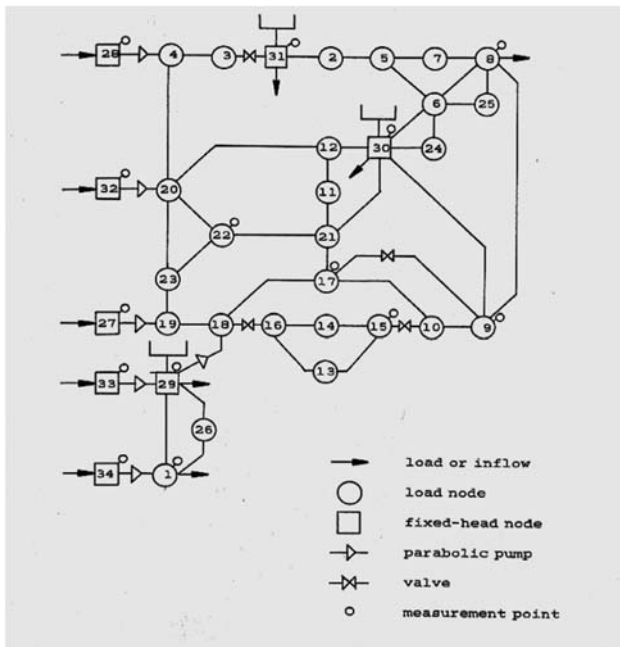 28 4 3 31 2 5 7 8
6 25
12 30 24
32 20 11
22 21
23 17
27 19 18 16 14 15 10 9
13
33 29
26
34 1
load or inflow
load node
fixed-head node
parabolic pump
valve
measurement point